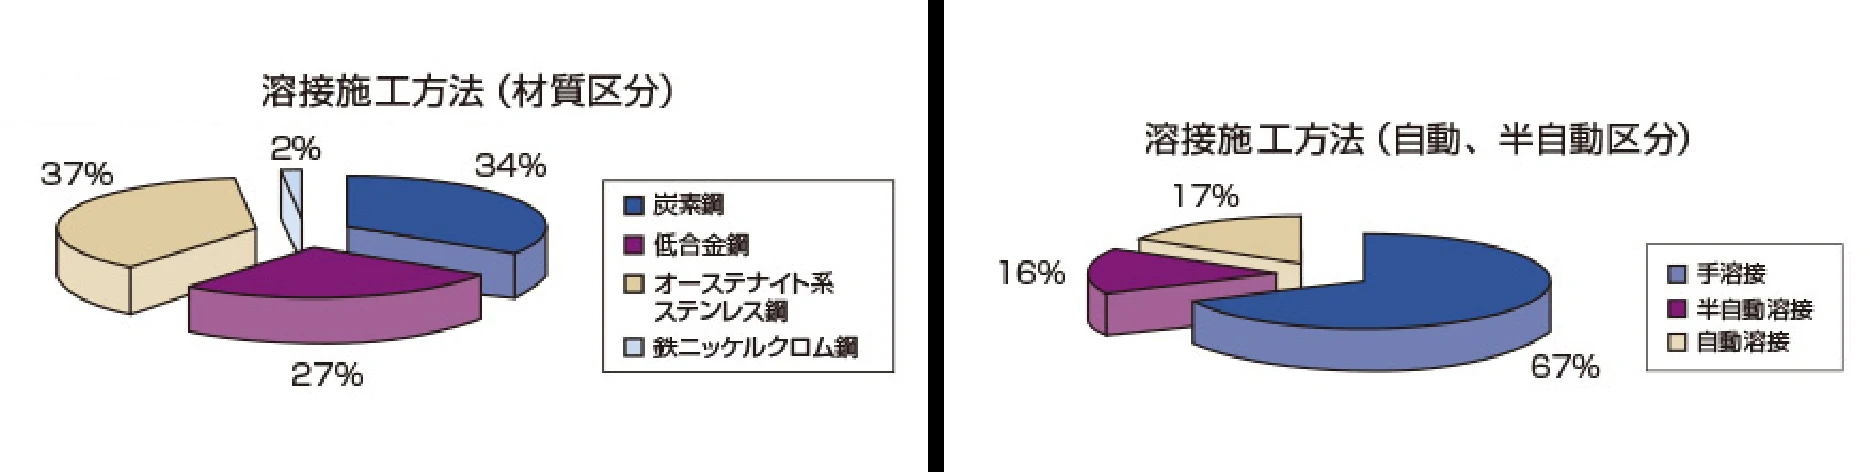 溶接施工方法（材質区分）
2%
34%
37%
27%
炭素鋼
低合金鋼
オーステナイト系
ステンレス鋼
鉄ニッケルクロム鋼
溶接施工方法（自動、半自動区分）
17%
16%
67%
手溶接
半自動溶接
自動溶接